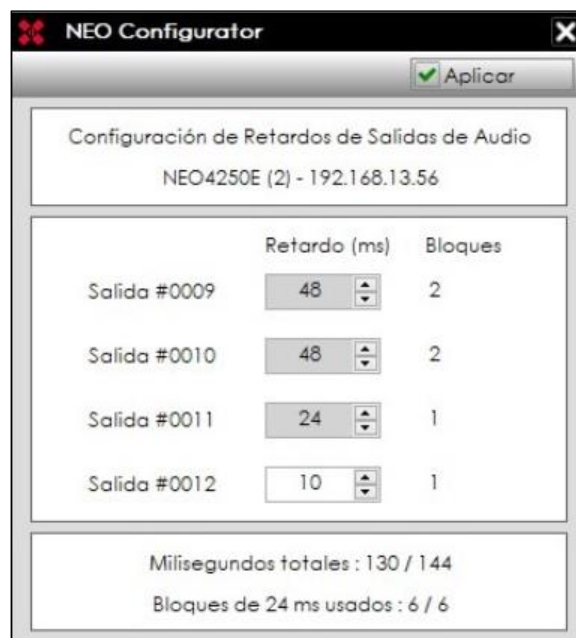 NEO Configurator
Aplicar
Configuración de Retardos de Salidas de Audio
NEO4250E (2) - 192.168.13.56
Retardo (ms) Bloques
Salida #0009 48 2
Salida #0010 48 2
Salida #0011 24 1
Salida #0012 10 1
Milisegundos totales : 130 / 144
Bloques de 24 ms usados : 6 / 6